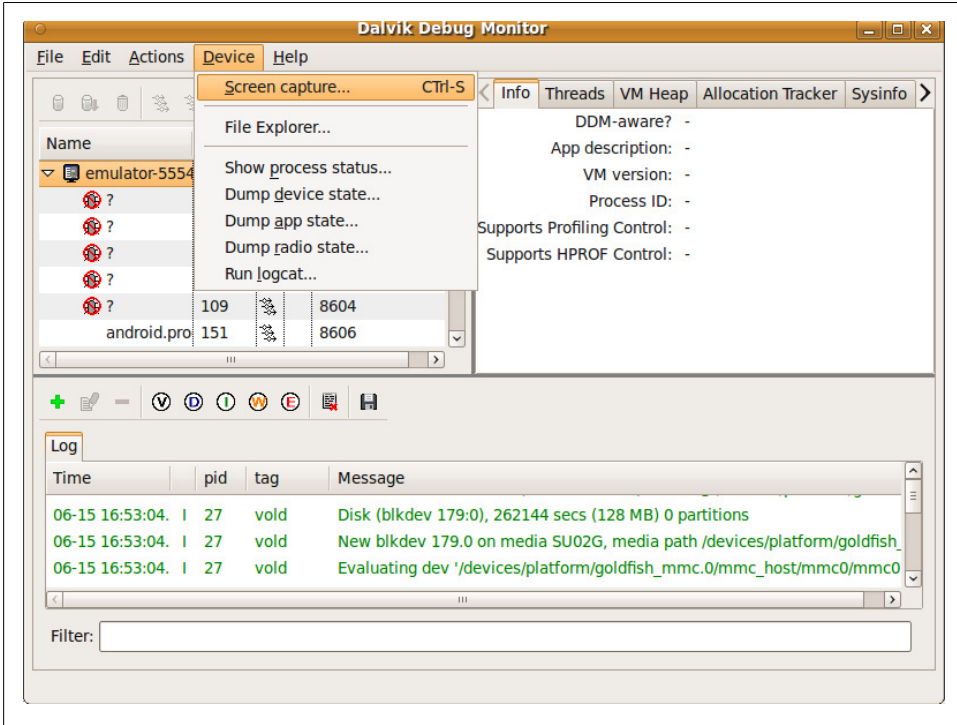 Dalvik Debug Monitor
File Edit Actions Device Help
Screen capture... CTrl-S
File Explorer...
Show process status...
Dump device state...
Dump app state...
Dump radio state...
Run logcat...
Info Threads VM Heap Allocation Tracker Sysinfo
DDM-aware? -
App description: -
VM version: -
Process ID: -
Supports Profiling Control: -
Supports HPROF Control: -
Name
emulator-5554
?
?
?
?
? 109 8604
android.pro 151 8606
V D I W E
Log
Time pid tag Message
06-15 16:53:04. I 27 vold Disk (blkdev 179:0), 262144 secs (128 MB) 0 partitions
06-15 16:53:04. I 27 vold New blkdev 179.0 on media SU02G, media path /devices/platform/goldfish_
06-15 16:53:04. I 27 vold Evaluating dev '/devices/platform/goldfish_mmc.0/mmc_host/mmc0/mmc0
Filter: